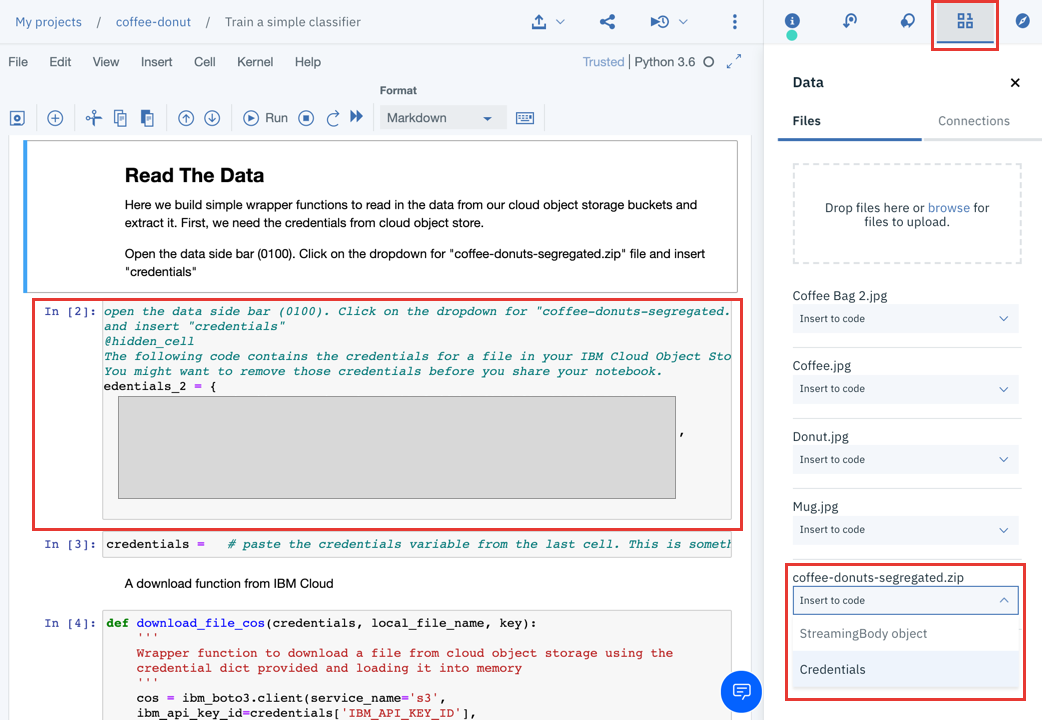 My projects / coffee-donut / Train a simple classifier
File Edit View Insert Cell Kernel Help
Trusted | Python 3.6
Format
Run
Markdown
Read The Data
Here we build simple wrapper functions to read in the data from our cloud object storage buckets and
extract it. First, we need the credentials from cloud object store.
Open the data side bar (0100). Click on the dropdown for "coffee-donuts-segregated.zip" file and insert
"credentials"
In [2]:
open the data side bar (0100). Click on the dropdown for "coffee-donuts-segregated.
and insert "credentials"
@hidden_cell
The following code contains the credentials for a file in your IBM Cloud Object Sto
You might want to remove those credentials before you share your notebook.
edentials_2 = {
,
In [3]: credentials = # paste the credentials variable from the last cell. This is someth
A download function from IBM Cloud
In [4]: def download_file_cos(credentials, local_file_name, key):
'''
Wrapper function to download a file from cloud object storage using the
credential dict provided and loading it into memory
'''
cos = ibm_boto3.client(service_name='s3',
ibm_api_key_id=credentials['IBM_API_KEY_ID'],
Data
Files Connections
Drop files here or browse for
files to upload.
Coffee Bag 2.jpg
Insert to code
Coffee.jpg
Insert to code
Donut.jpg
Insert to code
Mug.jpg
Insert to code
coffee-donuts-segregated.zip
Insert to code
StreamingBody object
Credentials